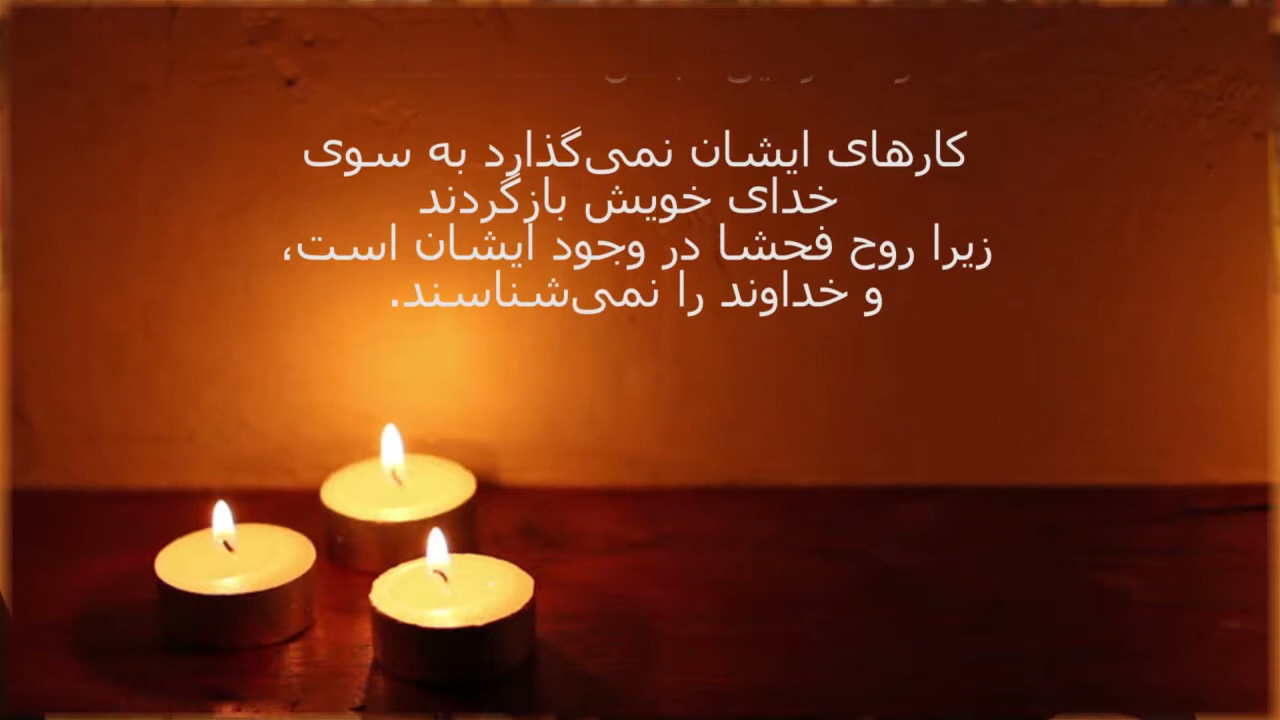 کارهای ایشان نمی‌گذارد به سوی
خدای خویش بازگردند
زیرا روح فحشا در وجود ایشان است،
و خداوند را نمی‌شناسند.